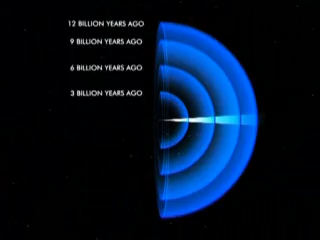 12 BILLION YEARS AGO
9 BILLION YEARS AGO
6 BILLION YEARS AGO
3 BILLION YEARS AGO